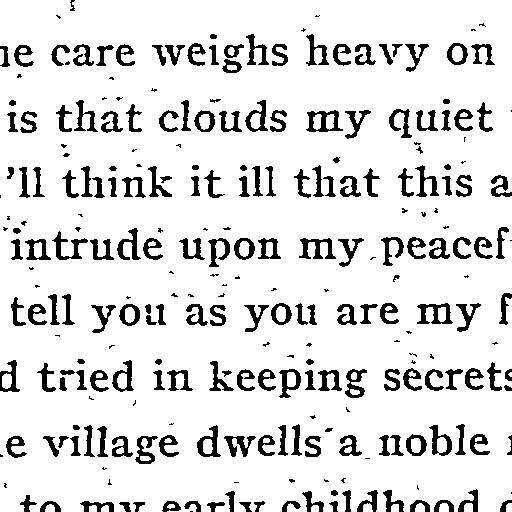 care weighs heavy on
is that clouds my quiet
'll think it ill that this a
intrude upon my peacef
tell you as you are my f
d tried in keeping secrets
e village dwells a noble
to my early childhood